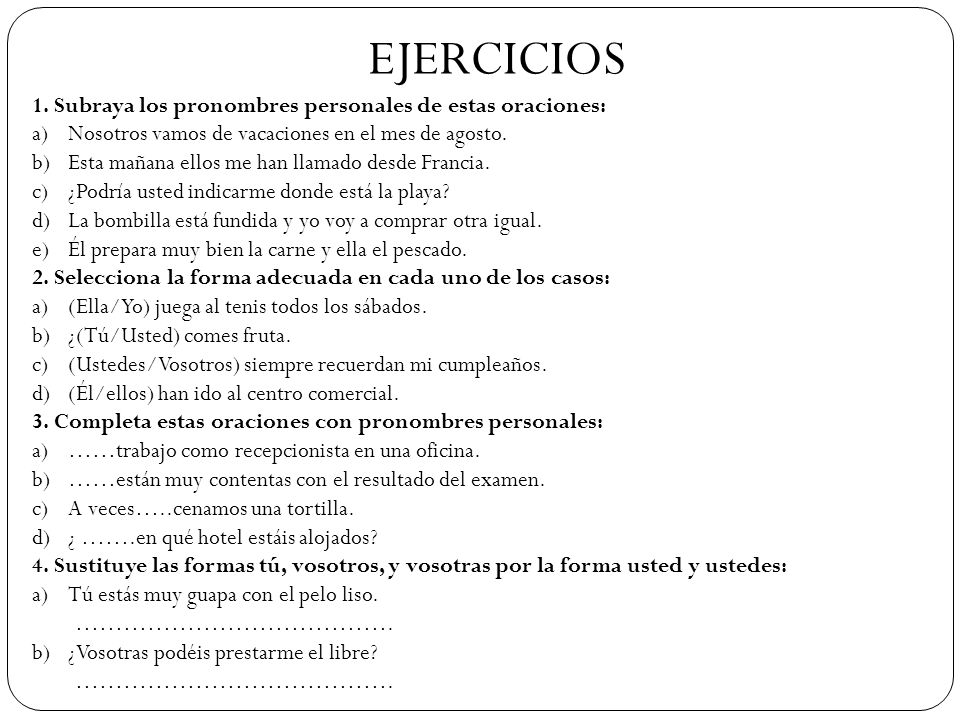 EJERCICIOS
1. Subraya los pronombres personales de estas oraciones:
a) Nosotros vamos de vacaciones en el mes de agosto.
b) Esta mañana ellos me han llamado desde Francia.
c) ¿Podría usted indicarme donde está la playa?
d) La bombilla está fundida y yo voy a comprar otra igual.
e) Él prepara muy bien la carne y ella el pescado.
2. Selecciona la forma adecuada en cada uno de los casos:
a) (Ella/Yo) juega al tenis todos los sábados.
b) ¿(Tú/Usted) comes fruta.
c) (Ustedes/Vosotros) siempre recuerdan mi cumpleaños.
d) (Él/ellos) han ido al centro comercial.
3. Completa estas oraciones con pronombres personales:
a) ……trabajo como recepcionista en una oficina.
b) ……están muy contentas con el resultado del examen.
c) A veces…..cenamos una tortilla.
d) ¿ …….en qué hotel estáis alojados?
4. Sustituye las formas tú, vosotros, y vosotras por la forma usted y ustedes:
a) Tú estás muy guapa con el pelo liso.
………………………………….
b) ¿Vosotras podéis prestarme el libre?
………………………………….